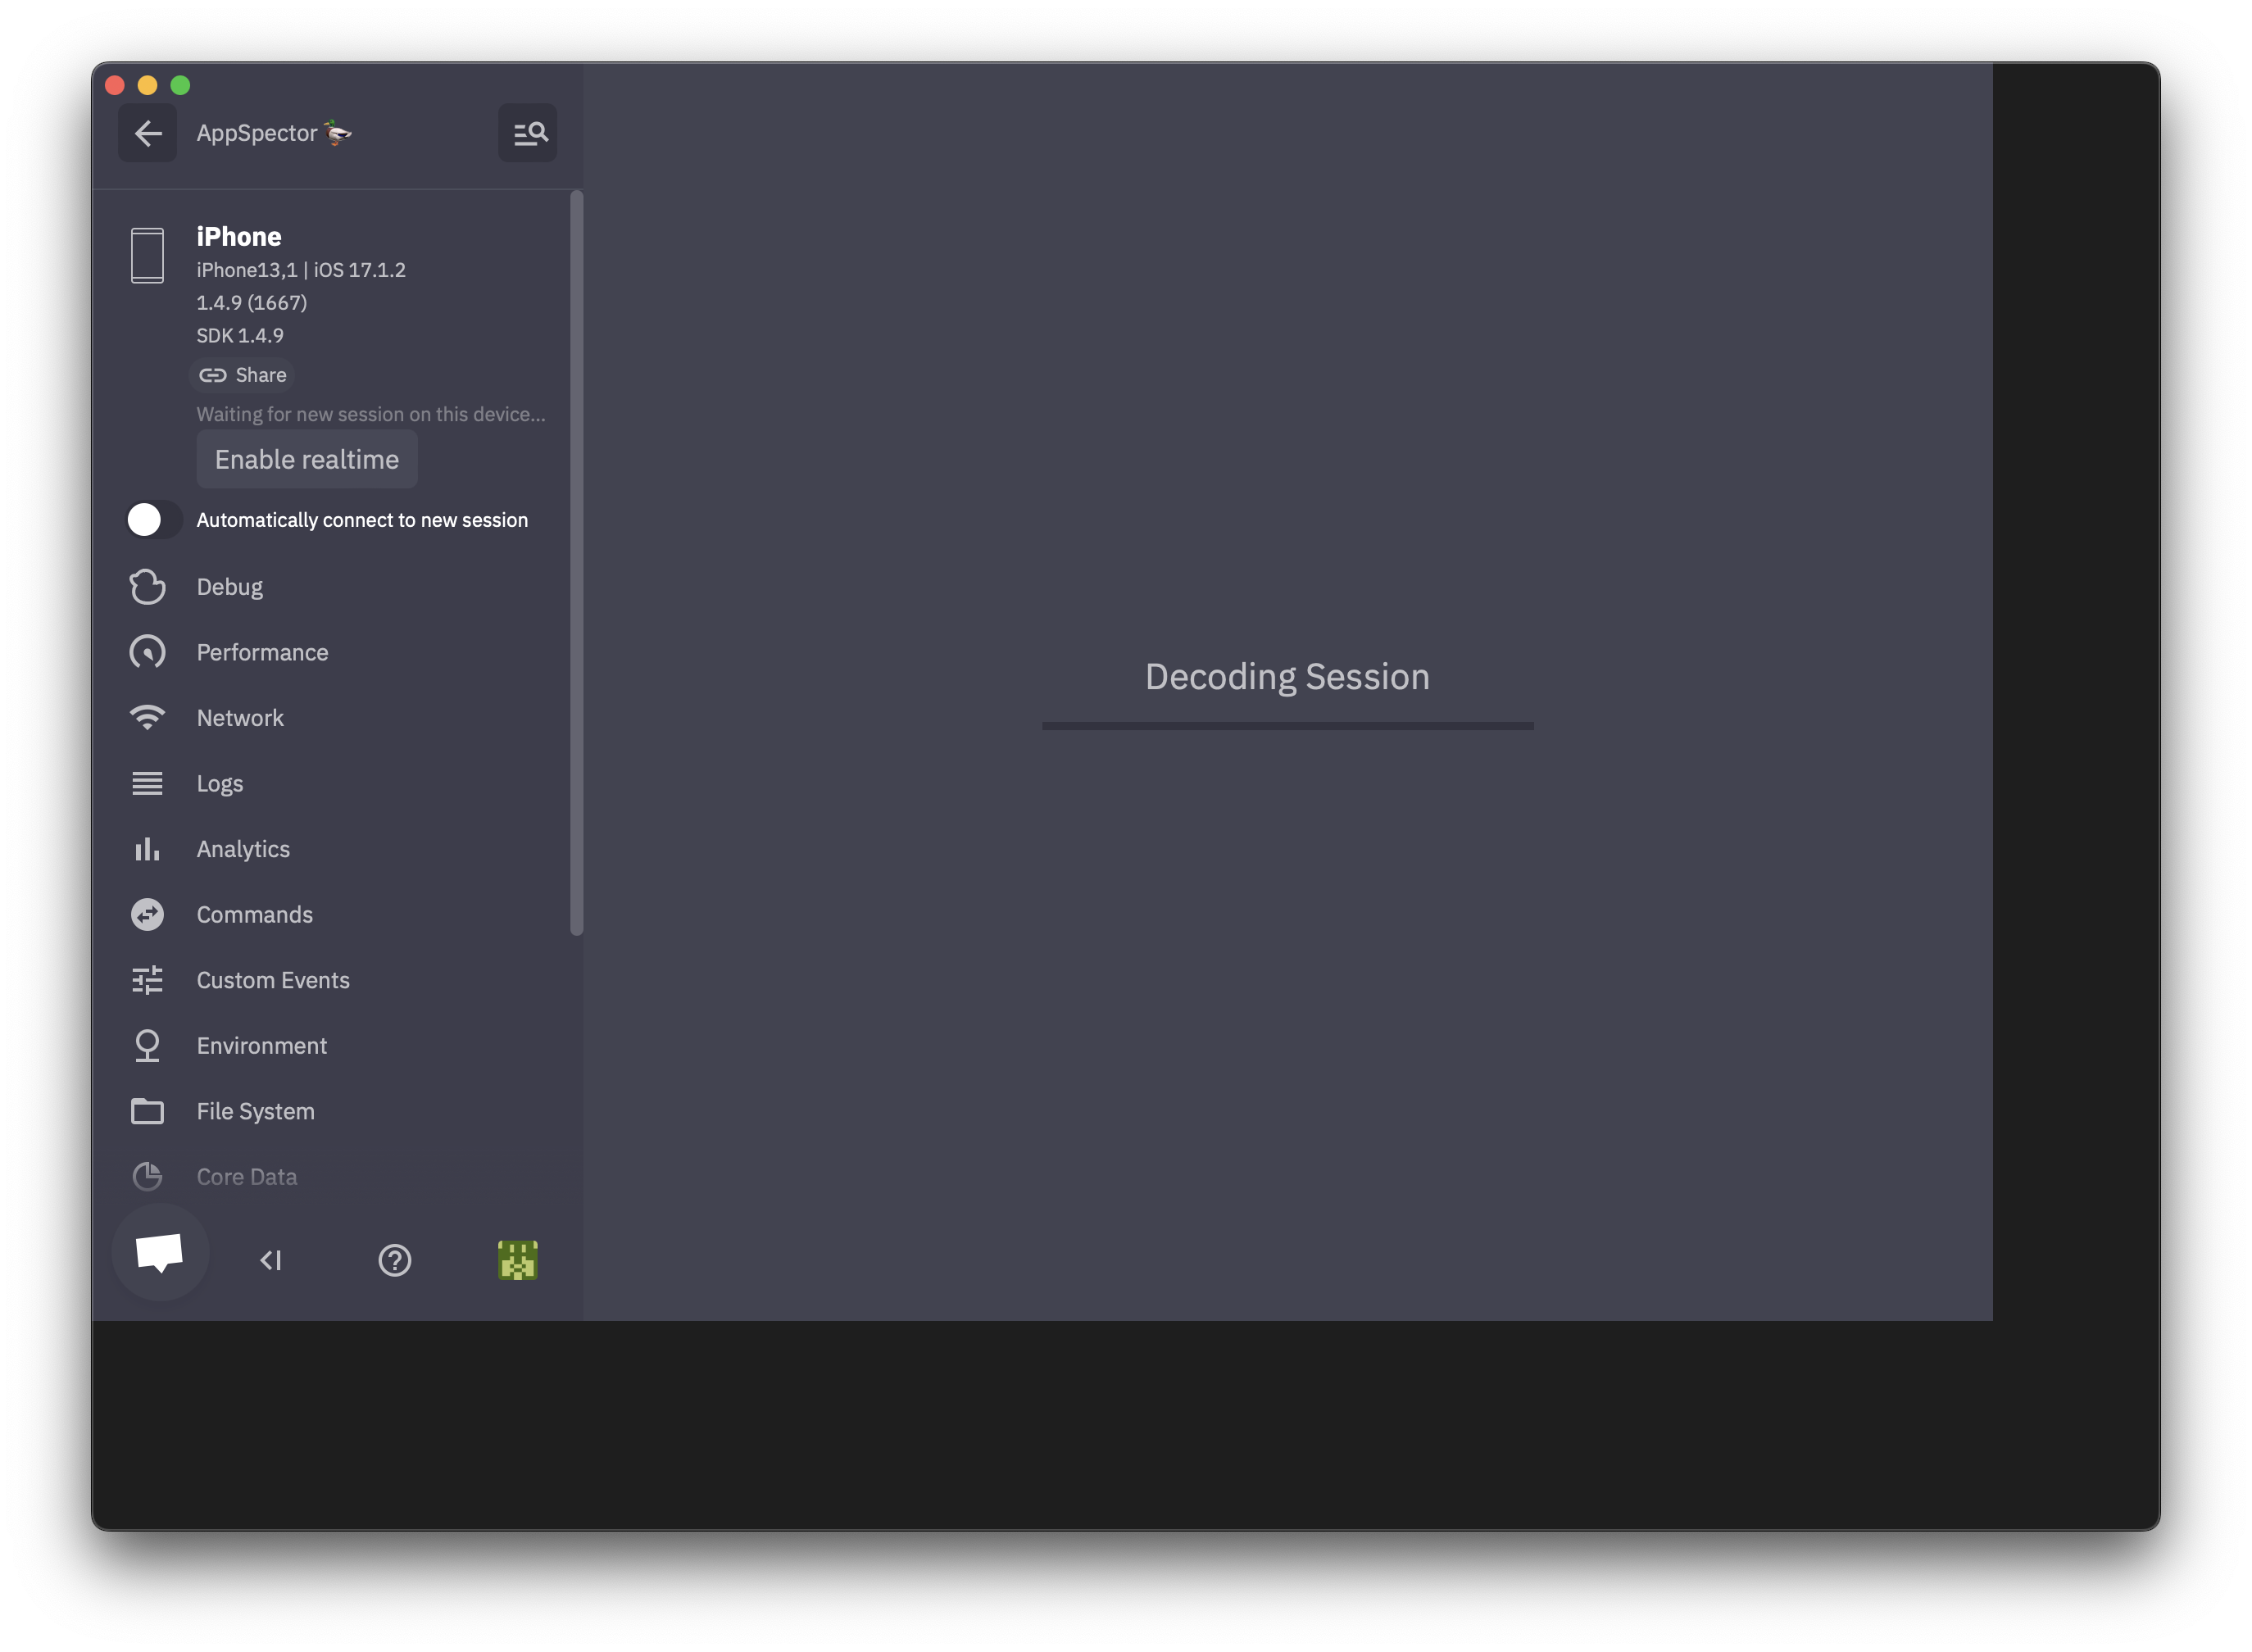 AppSpector
iPhone
iPhone13,1 | iOS 17.1.2
1.4.9 (1667)
SDK 1.4.9
Share
Waiting for new session on this device...
Enable realtime
Automatically connect to new session
Debug
Performance
Network
Logs
Analytics
Commands
Custom Events
Environment
File System
Core Data
Decoding Session